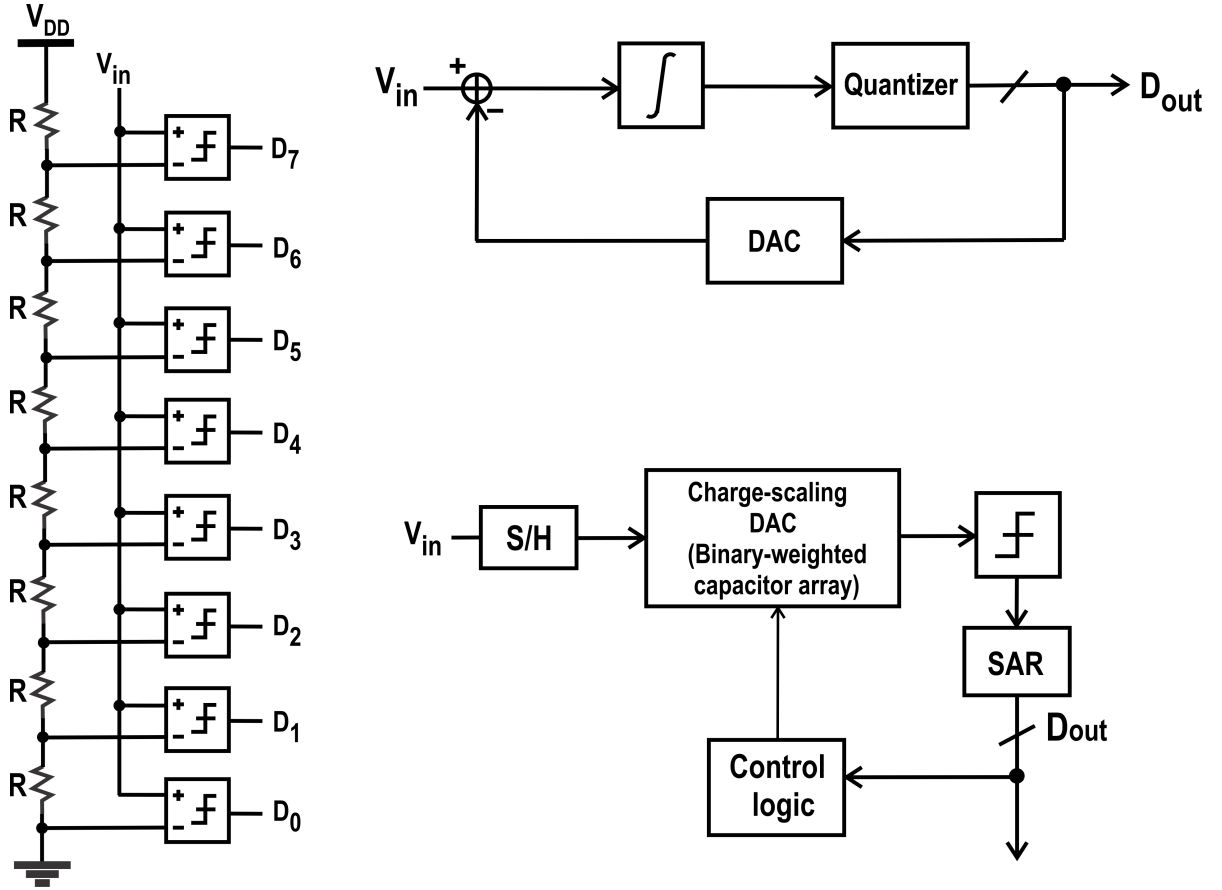 VDD
Vin
R
+
−
D7
R
+
−
D6
R
+
−
D5
R
+
−
D4
R
+
−
D3
R
+
−
D2
R
+
−
D1
R
+
−
D0
Vin
+
−
∫
Quantizer
Dout
DAC
Vin
S/H
Charge-scaling
DAC
(Binary-weighted
capacitor array)
SAR
Dout
Control
logic